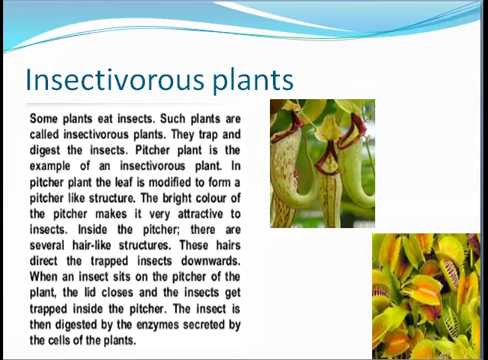 Insectivorous plants
Some plants eat insects. Such plants are
called insectivorous plants. They trap and
digest the insects. Pitcher plant is the
example of an insectivorous plant. In
pitcher plant the leaf is modified to form a
pitcher like structure. The bright colour of
the pitcher makes it very attractive to
insects. Inside the pitcher; there are
several hair-like structures. These hairs
direct the trapped insects downwards.
When an insect sits on the pitcher of the
plant, the lid closes and the insects get
trapped inside the pitcher. The insect is
then digested by the enzymes secreted by
the cells of the plants.